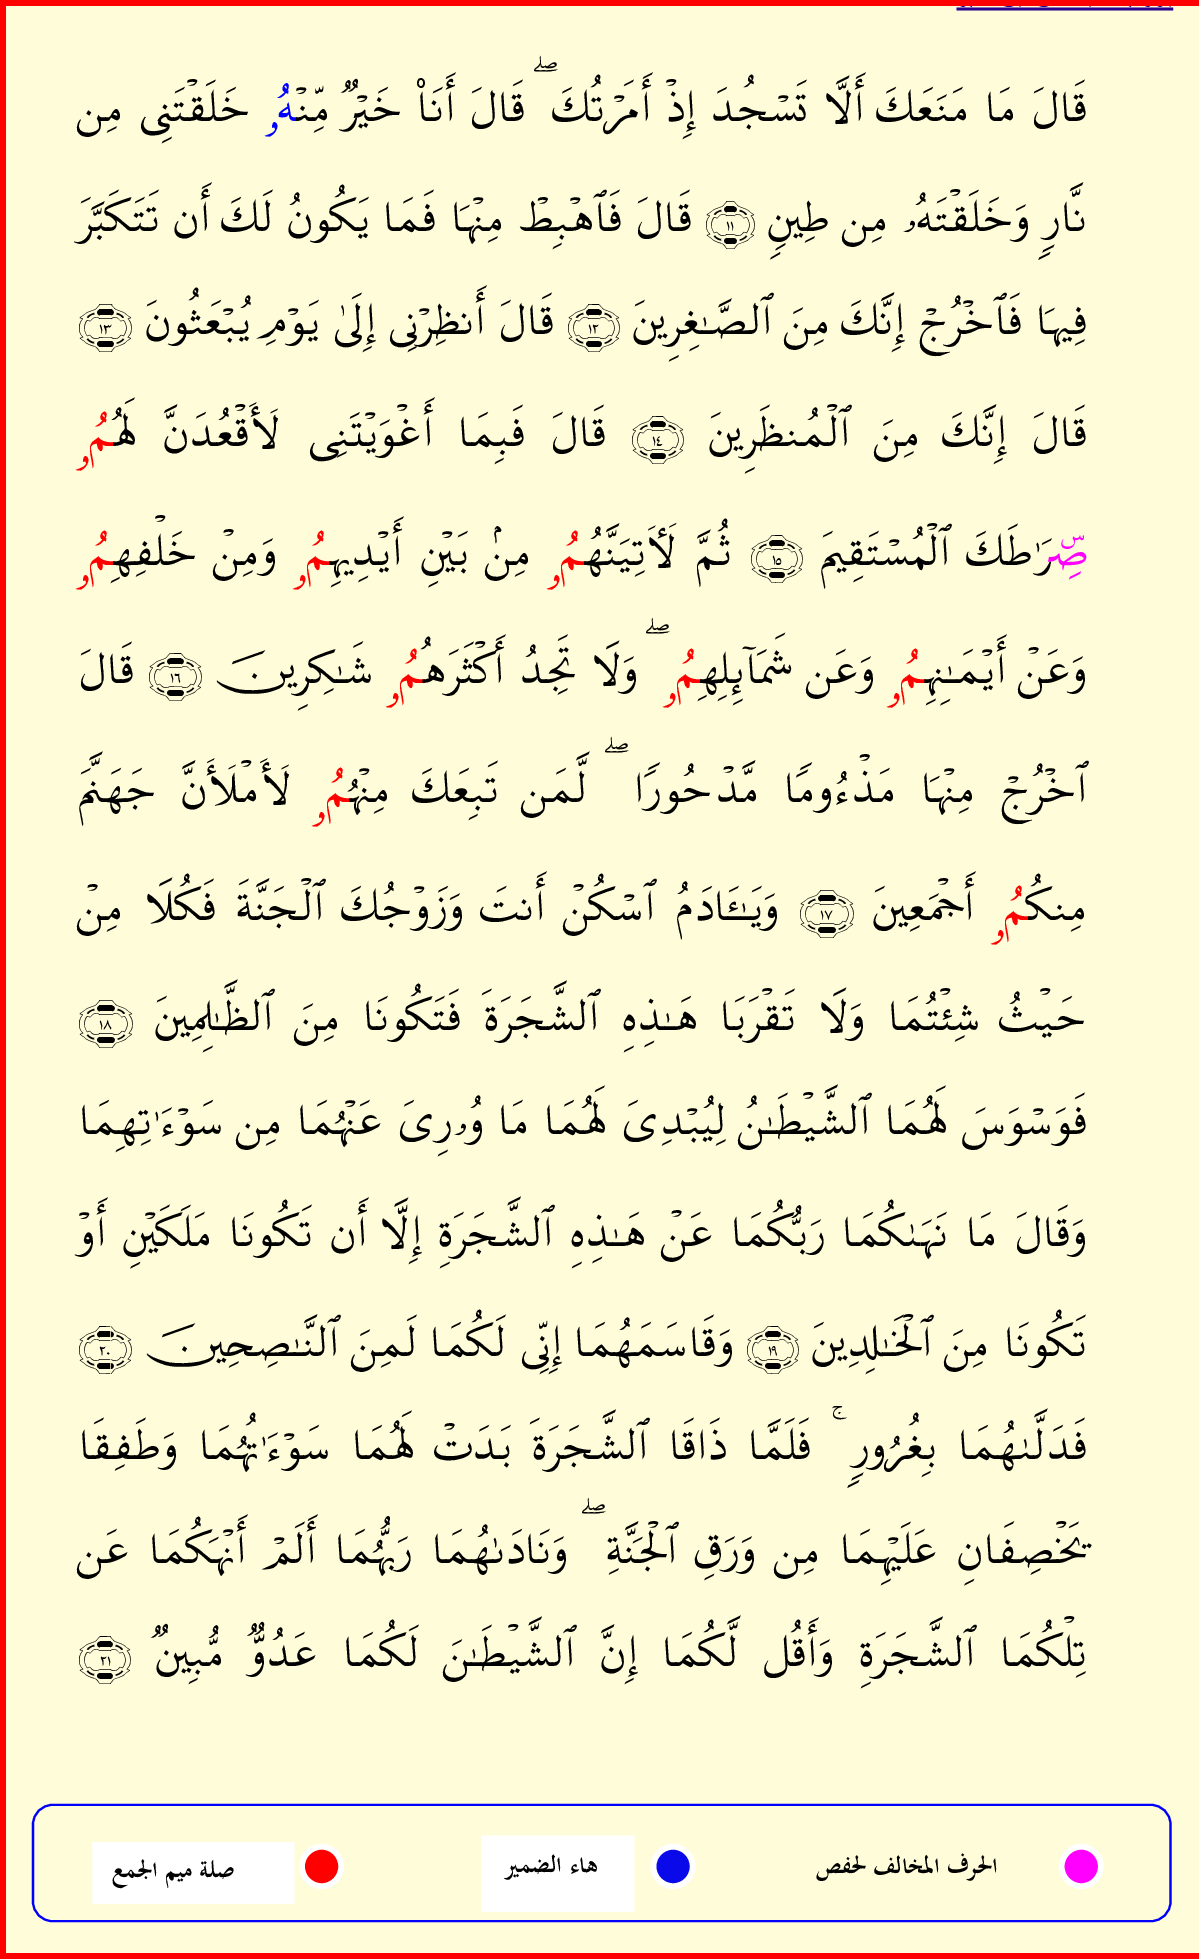 قَالَ مَا مَنَعَكَ أَلَّا تَسْجُدَ إِذْ أَمَرْتُكَ ۖ قَالَ أَنَا۠ خَيْرٌ مِّنْهُۥ خَلَقْتَنِى مِن
نَّارٍ وَخَلَقْتَهُۥ مِن طِينٍ ١١ قَالَ فَٱهْبِطْ مِنْهَا فَمَا يَكُونُ لَكَ أَن تَتَكَبَّرَ
فِيهَا فَٱخْرُجْ إِنَّكَ مِنَ ٱلصَّـٰغِرِينَ ١٢ قَالَ أَنظِرْنِى إِلَىٰ يَوْمِ يُبْعَثُونَ ١٣
قَالَ إِنَّكَ مِنَ ٱلْمُنظَرِينَ ١٤ قَالَ فَبِمَا أَغْوَيْتَنِى لَأَقْعُدَنَّ لَهُمُۥ
صِۜرَٰطَكَ ٱلْمُسْتَقِيمَ ١٥ ثُمَّ لَأَتِيَنَّهُمُۥ مِنۢ بَيْنِ أَيْدِيهِمُۥ وَمِنْ خَلْفِهِمُۥ
وَعَنْ أَيْمَـٰنِهِمُۥ وَعَن شَمَآئِلِهِمُۥ ۖ وَلَا تَجِدُ أَكْثَرَهُمُۥ شَـٰكِرِينَ ١٦ قَالَ
ٱخْرُجْ مِنْهَا مَذْءُومًا مَّدْحُورًا ۖ لَّمَن تَبِعَكَ مِنْهُمُۥ لَأَمْلَأَنَّ جَهَنَّمَ
مِنكُمُۥ أَجْمَعِينَ ١٧ وَيَـٰٓـَٔادَمُ ٱسْكُنْ أَنتَ وَزَوْجُكَ ٱلْجَنَّةَ فَكُلَا مِنْ
حَيْثُ شِئْتُمَا وَلَا تَقْرَبَا هَـٰذِهِ ٱلشَّجَرَةَ فَتَكُونَا مِنَ ٱلظَّـٰلِمِينَ ١٨
فَوَسْوَسَ لَهُمَا ٱلشَّيْطَـٰنُ لِيُبْدِىَ لَهُمَا مَا وُۥرِىَ عَنْهُمَا مِن سَوْءَٰتِهِمَا
وَقَالَ مَا نَهَىٰكُمَا رَبُّكُمَا عَنْ هَـٰذِهِ ٱلشَّجَرَةِ إِلَّا أَن تَكُونَا مَلَكَيْنِ أَوْ
تَكُونَا مِنَ ٱلْخَـٰلِدِينَ ١٩ وَقَاسَمَهُمَا إِنِّى لَكُمَا لَمِنَ ٱلنَّـٰصِحِينَ ٢٠
فَدَلَّىٰهُمَا بِغُرُورٍ ۚ فَلَمَّا ذَاقَا ٱلشَّجَرَةَ بَدَتْ لَهُمَا سَوْءَٰتُهُمَا وَطَفِقَا
يَخْصِفَانِ عَلَيْهِمَا مِن وَرَقِ ٱلْجَنَّةِ ۖ وَنَادَىٰهُمَا رَبُّهُمَا أَلَمْ أَنْهَكُمَا عَن
تِلْكُمَا ٱلشَّجَرَةِ وَأَقُل لَّكُمَا إِنَّ ٱلشَّيْطَـٰنَ لَكُمَا عَدُوٌّ مُّبِينٌ ٢١
الحرف المخالف لحفص هاء الضمير صلة ميم الجمع